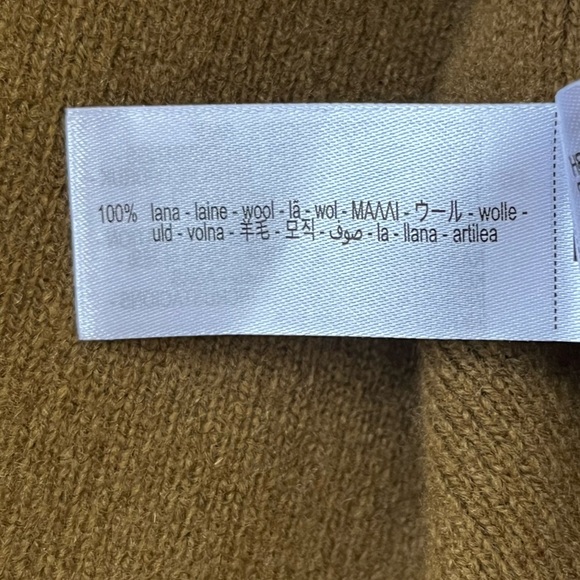 100% lana - laine - wool - lã - wol - ΜΑΛΛΙ - ウール - wolle -
uld - volna - 羊毛 - 모직 - صوف - la - llana - artilea